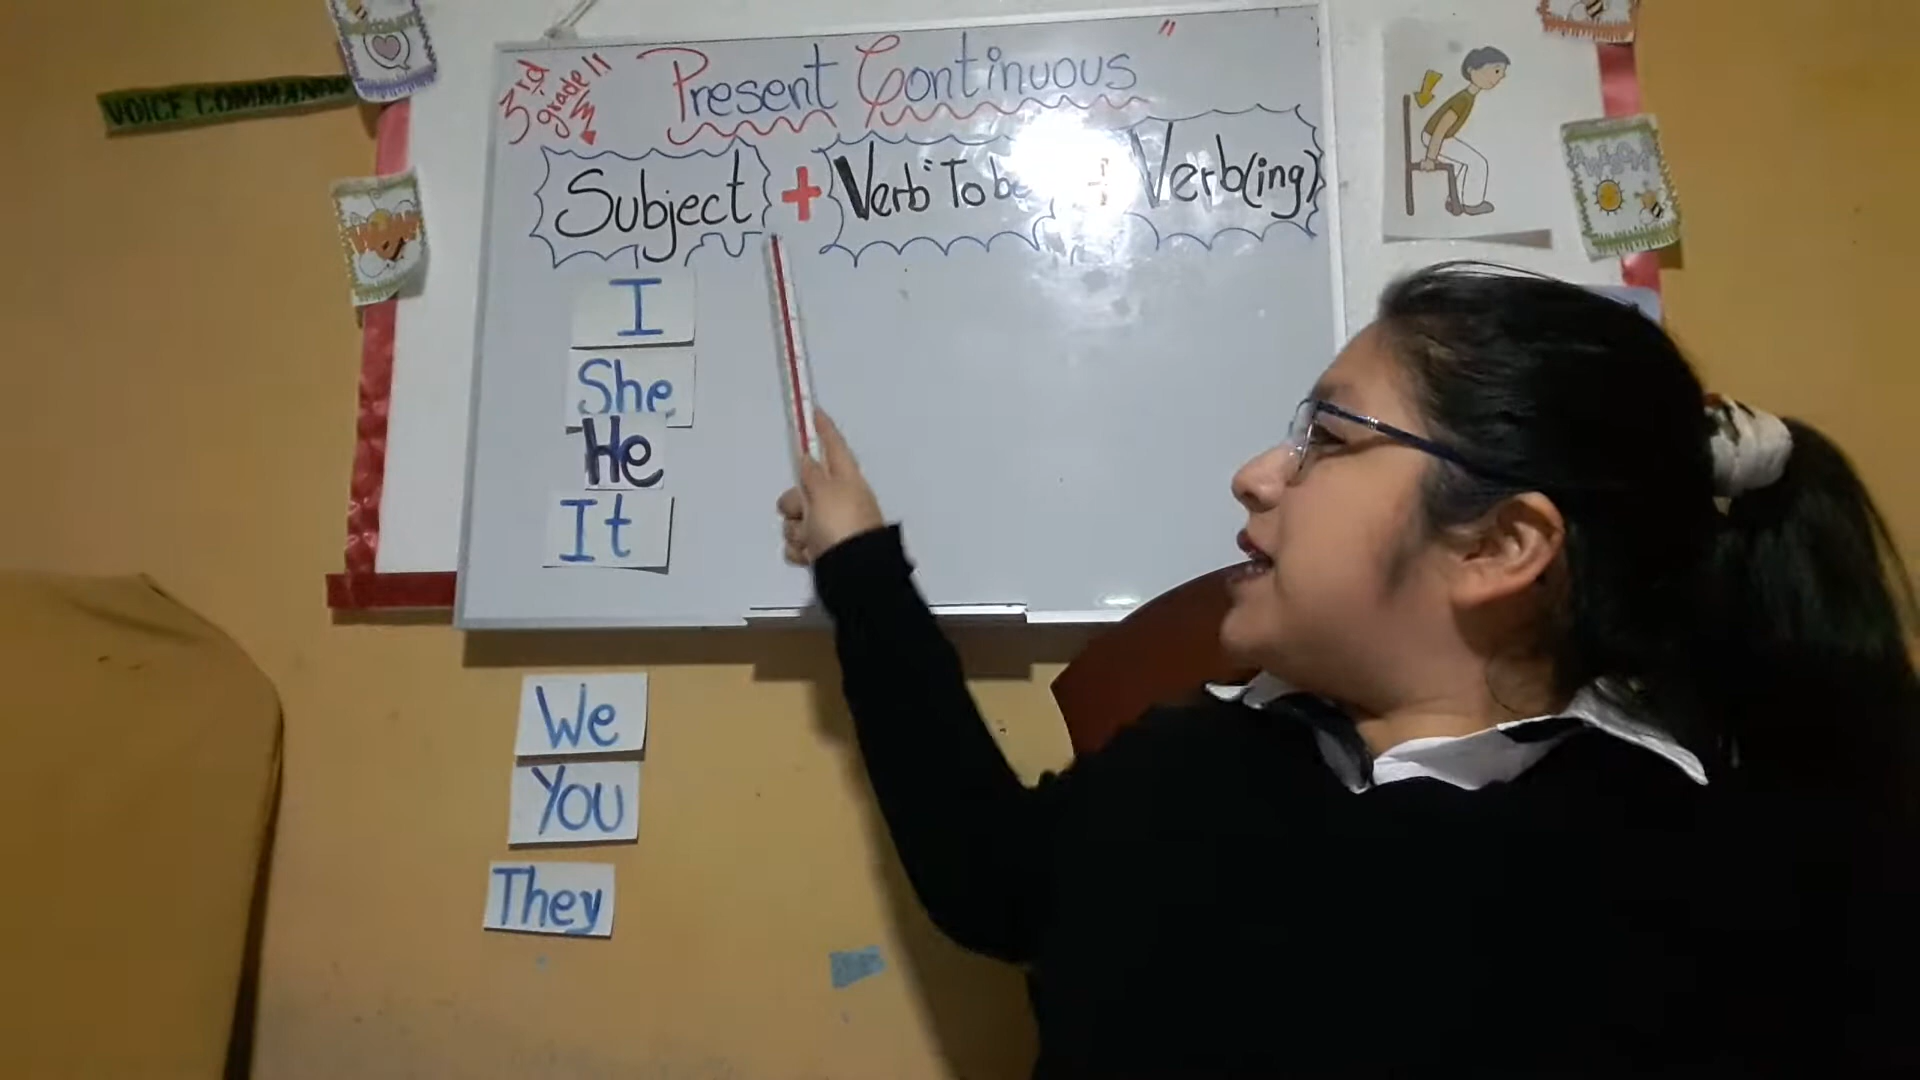 VOICE COMMAND
3rd grade!!
Present Continuous"
Subject + Verb "To be + Verb(ing)
I
She
He
It
We
You
They